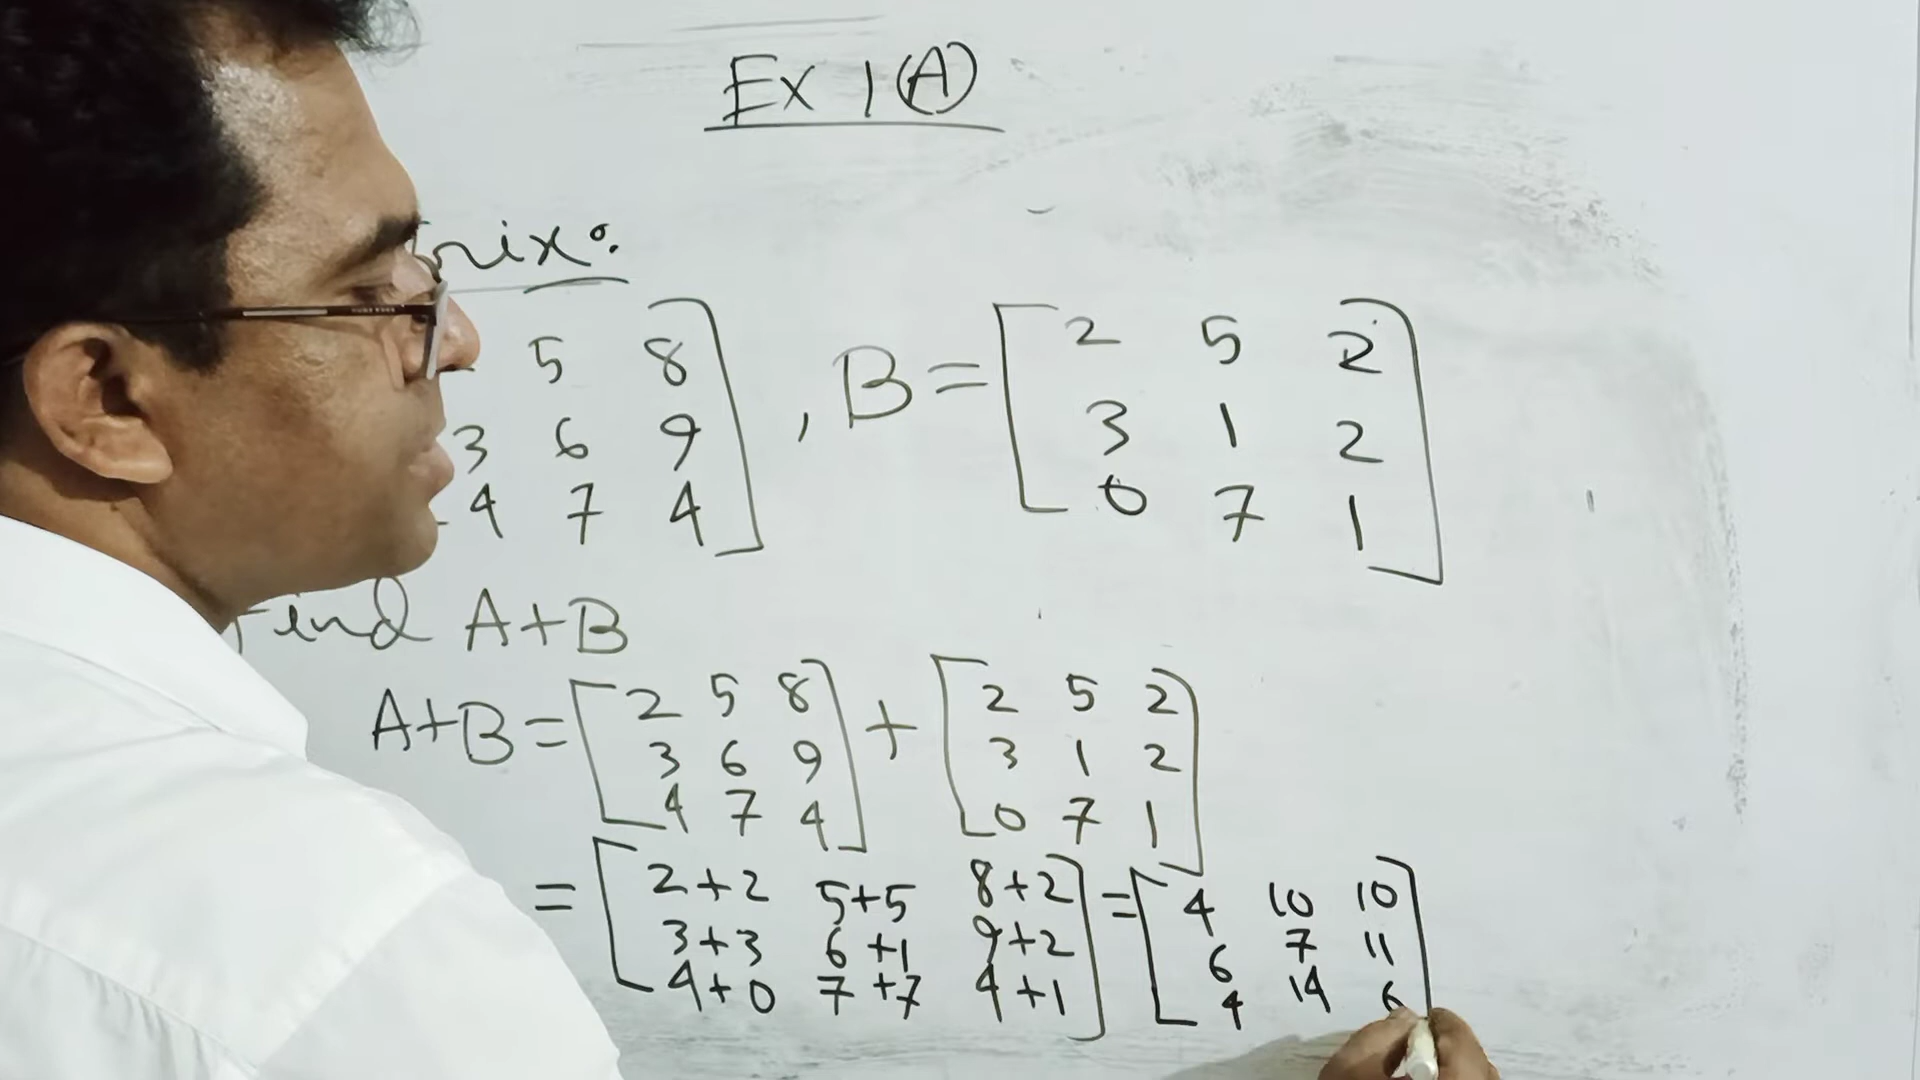 Ex 1(A)
rix:
5 8
3 6 9
4 7 4
, B = [2 5 2
3 1 2
0 7 1]
Find A+B
A+B = [2 5 8
3 6 9
4 7 4] + [2 5 2
3 1 2
0 7 1]
= [2+2 5+5 8+2
3+3 6+1 9+2
4+0 7+7 4+1] = [4 10 10
6 7 11
4 14 6]